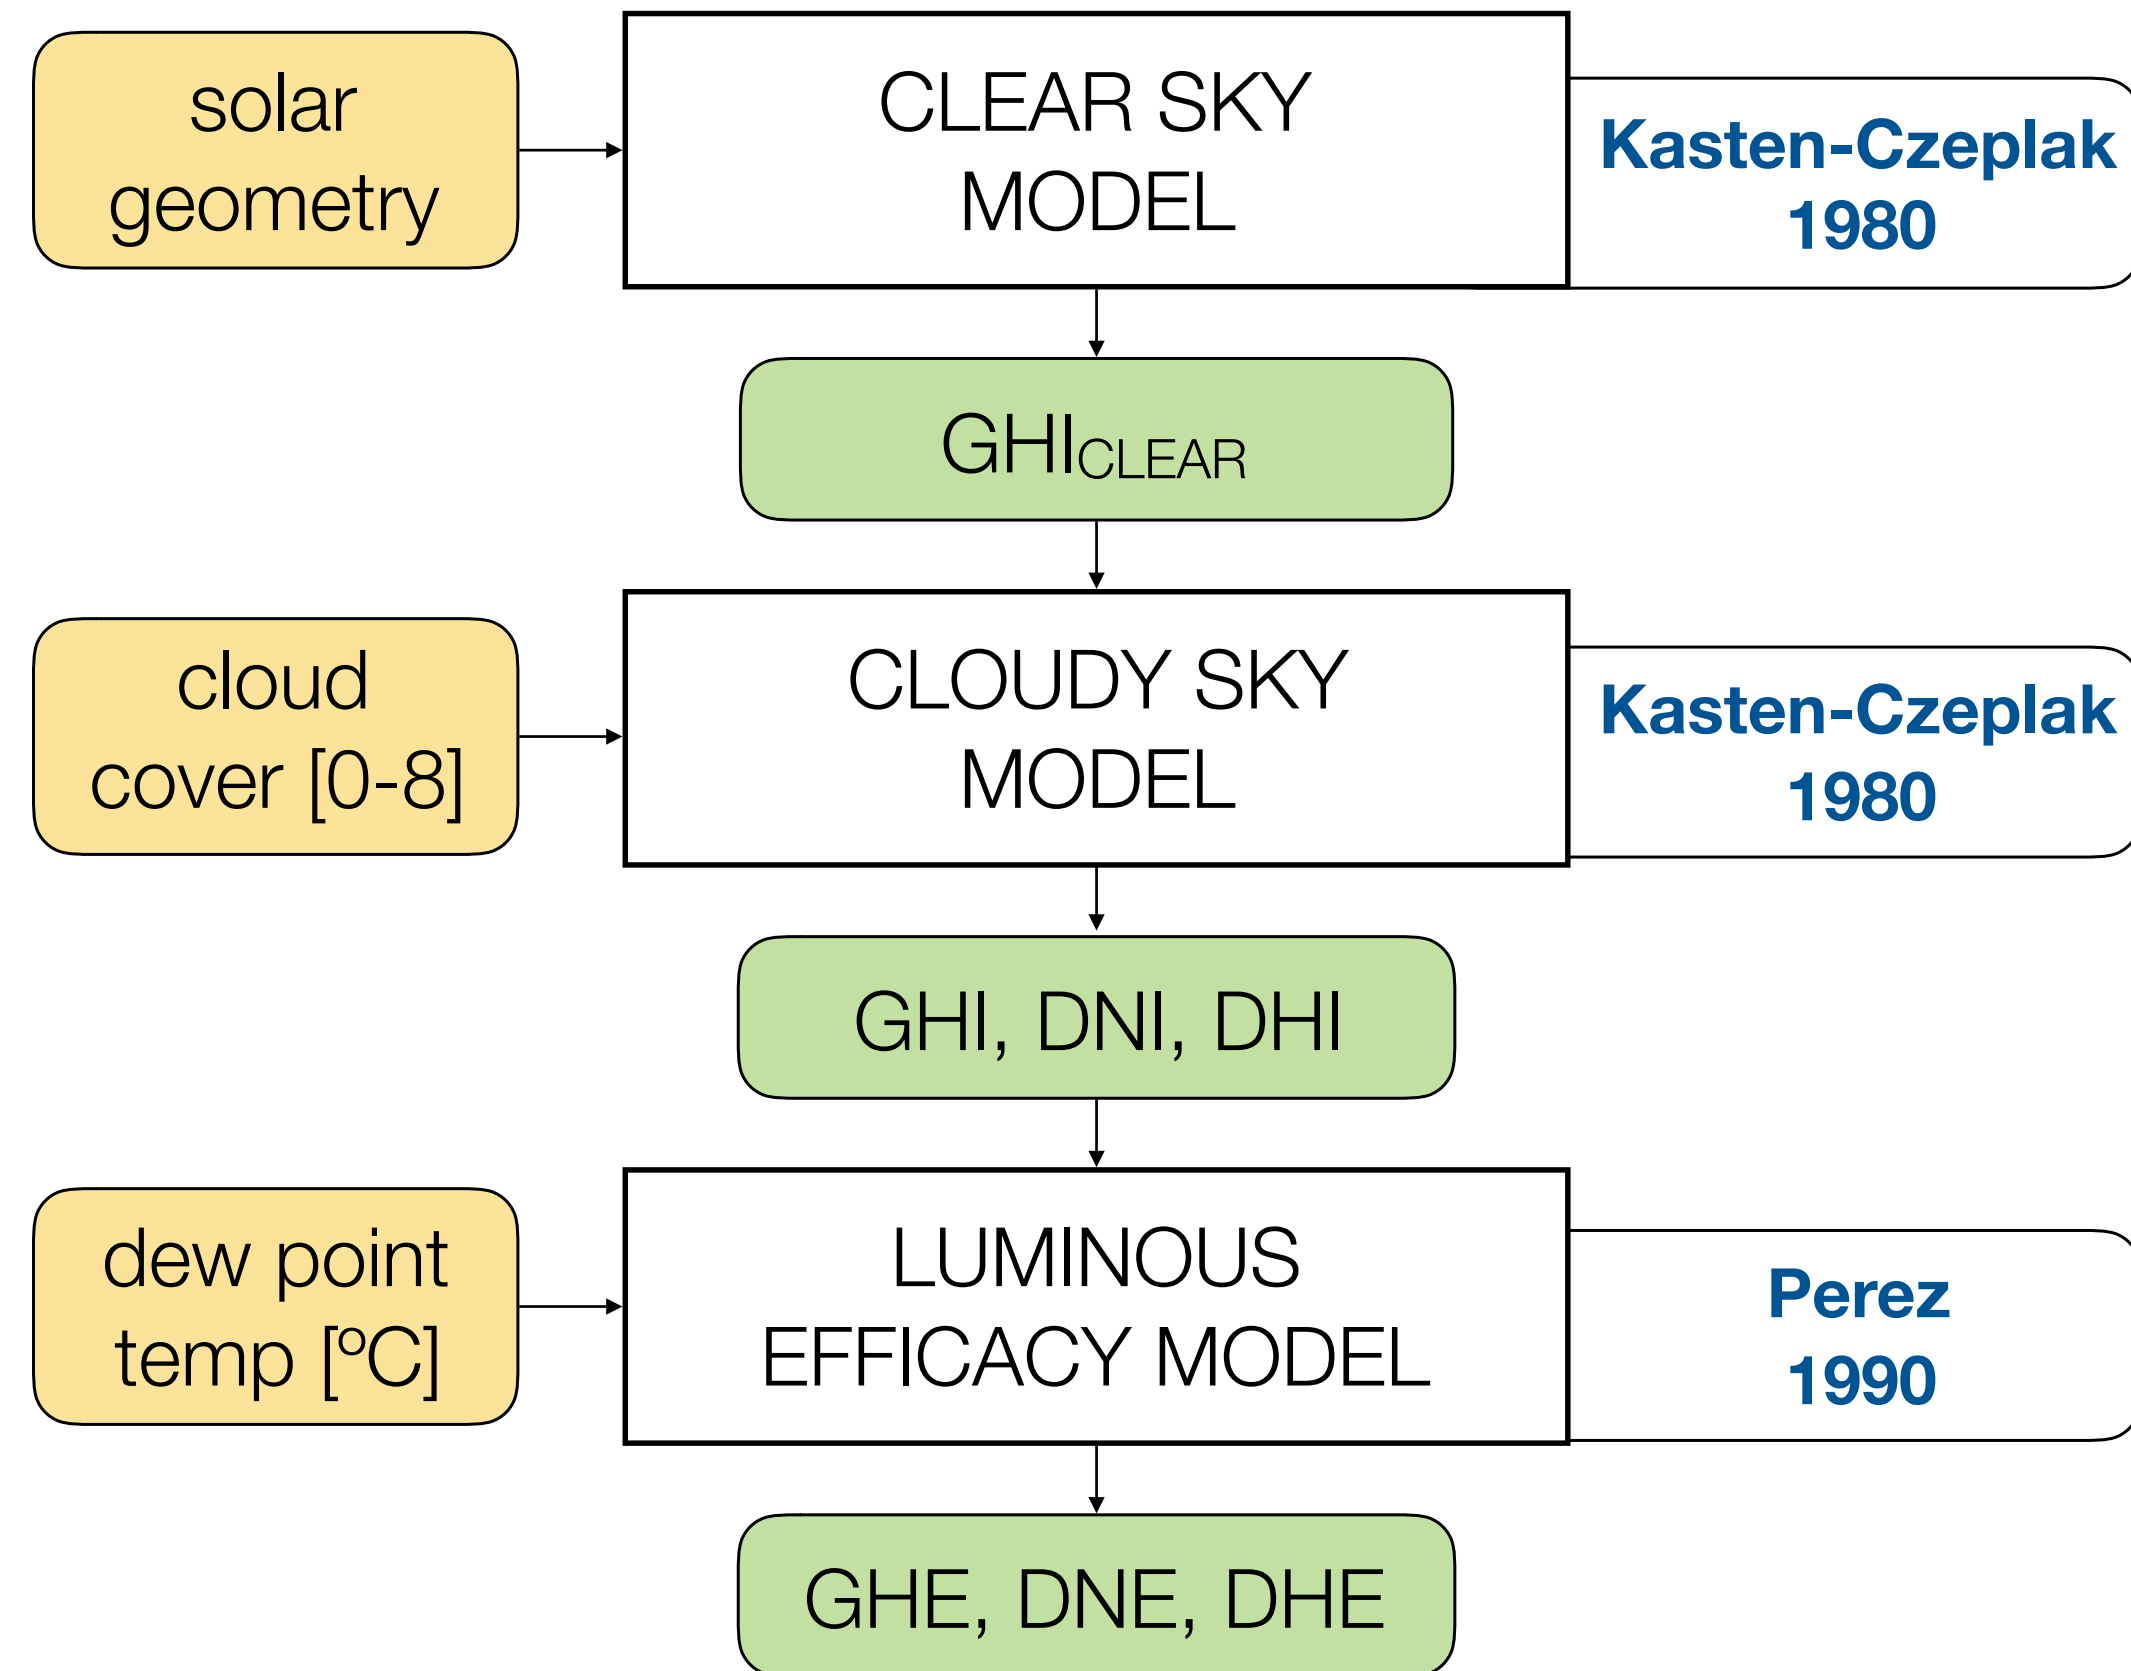 solar
geometry
CLEAR SKY
MODEL
Kasten-Czeplak
1980
GHICLEAR
cloud
cover [0-8]
CLOUDY SKY
MODEL
Kasten-Czeplak
1980
GHI, DNI, DHI
dew point
temp [ºC]
LUMINOUS
EFFICACY MODEL
Perez
1990
GHE, DNE, DHE